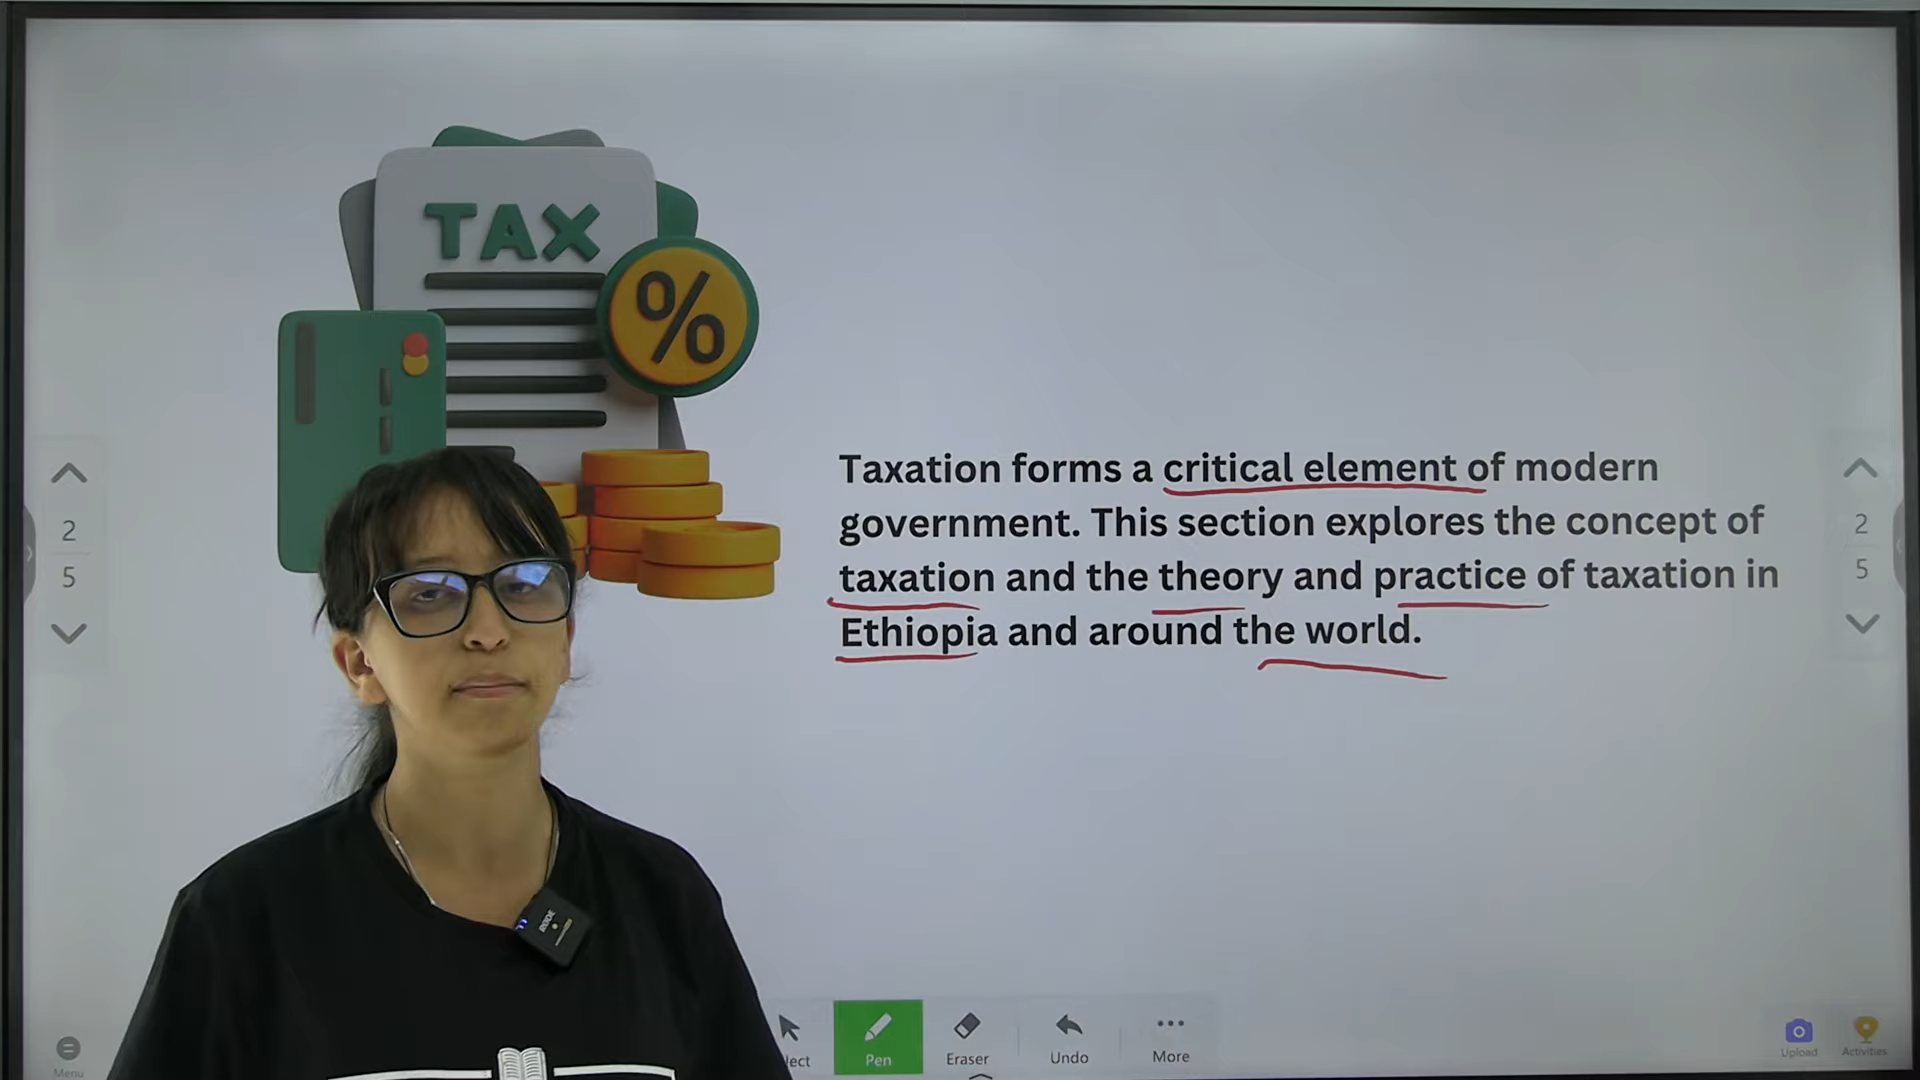 TAX
%
Taxation forms a critical element of modern
government. This section explores the concept of
taxation and the theory and practice of taxation in
Ethiopia and around the world.
2
5
2
5
RODE
Menu
Pen
Eraser
Undo
More
Upload
Activities